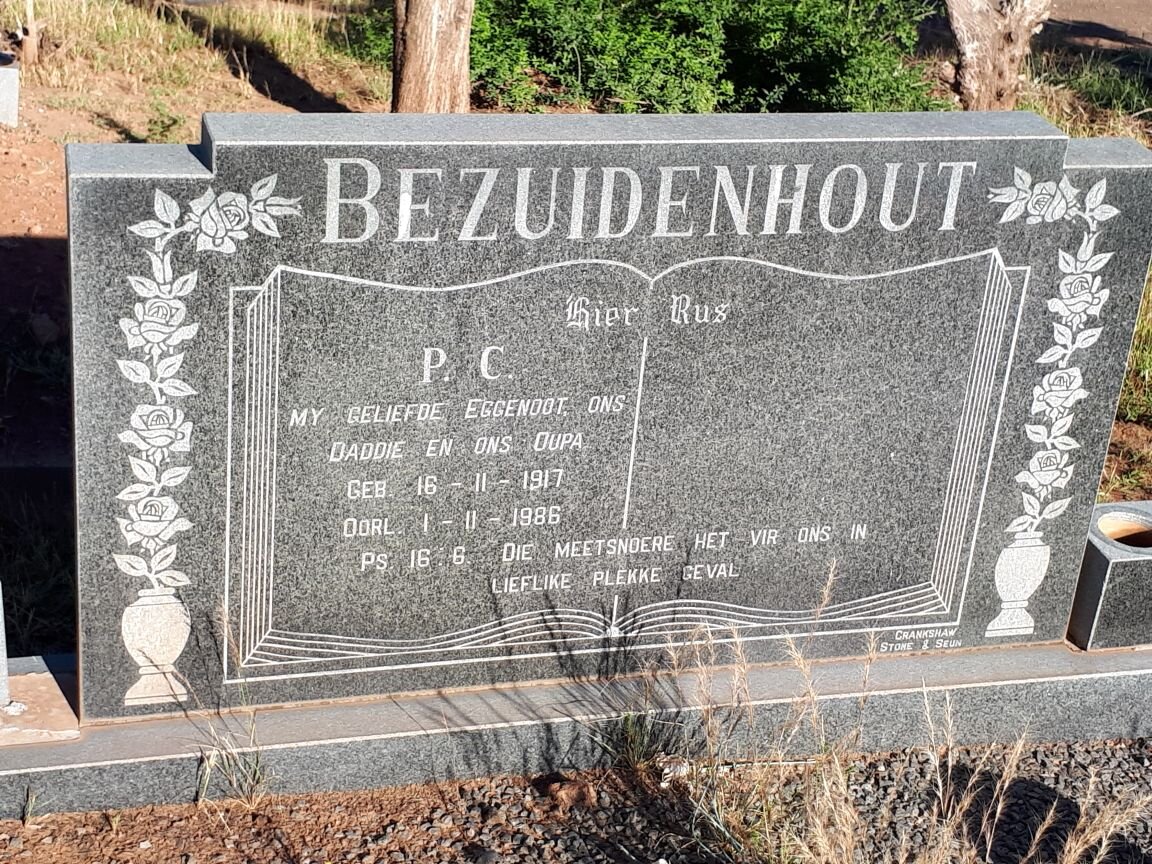 BEZUIDENHOUT
Hier Rus
P. C.
MY GELIEFDE EGGENOOT, ONS
DADDIE EN ONS OUPA.
GEB. 16 - 11 - 1917
OORL. 1 - 11 - 1986
PS. 16 : 6. DIE MEETSNOERE HET VIR ONS IN
LIEFLIKE PLEKKE GEVAL
CRANKSHAW
STONE & SEUN